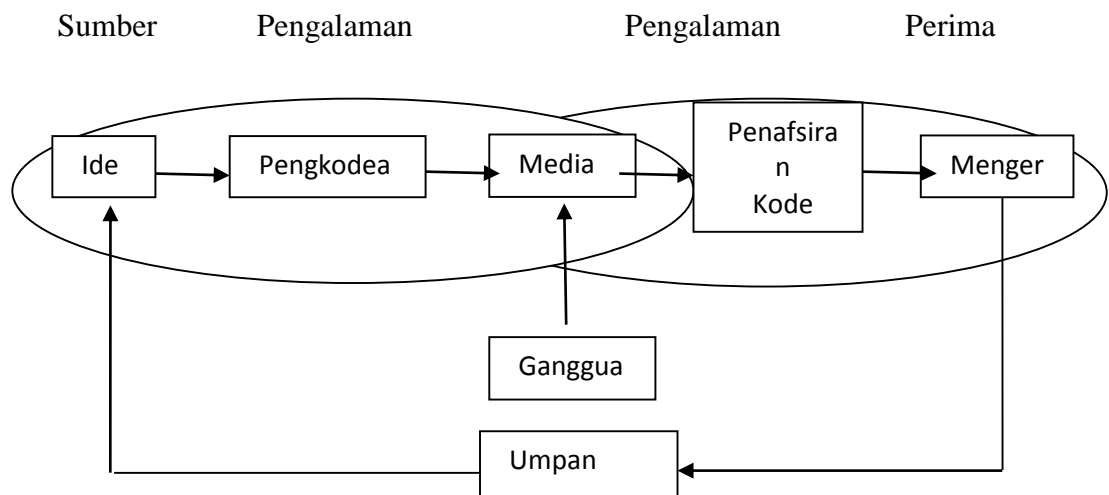 Sumber Pengalaman Pengalaman Perima
Ide Pengkodea Media Penafsira
n
Kode
Menger
Ganggua
Umpan